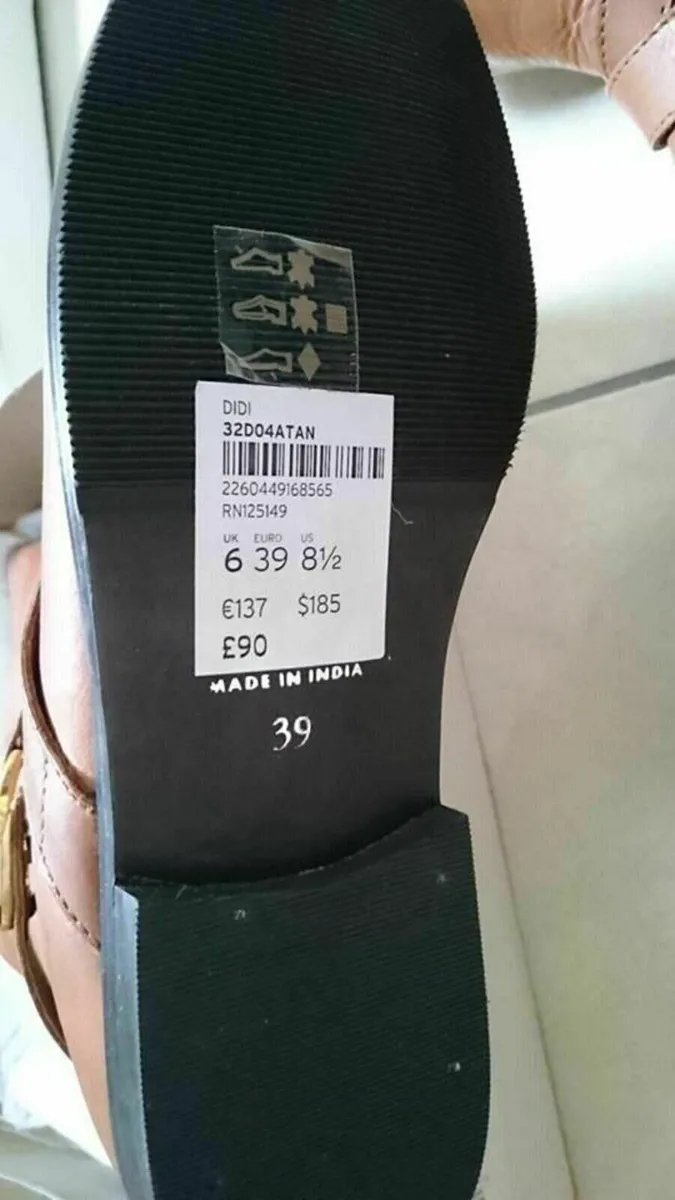 DIDI
32D04ATAN
2260449168565
RN125149
UK EURO US
6 39 8½
€137 $185
£90
MADE IN INDIA
39